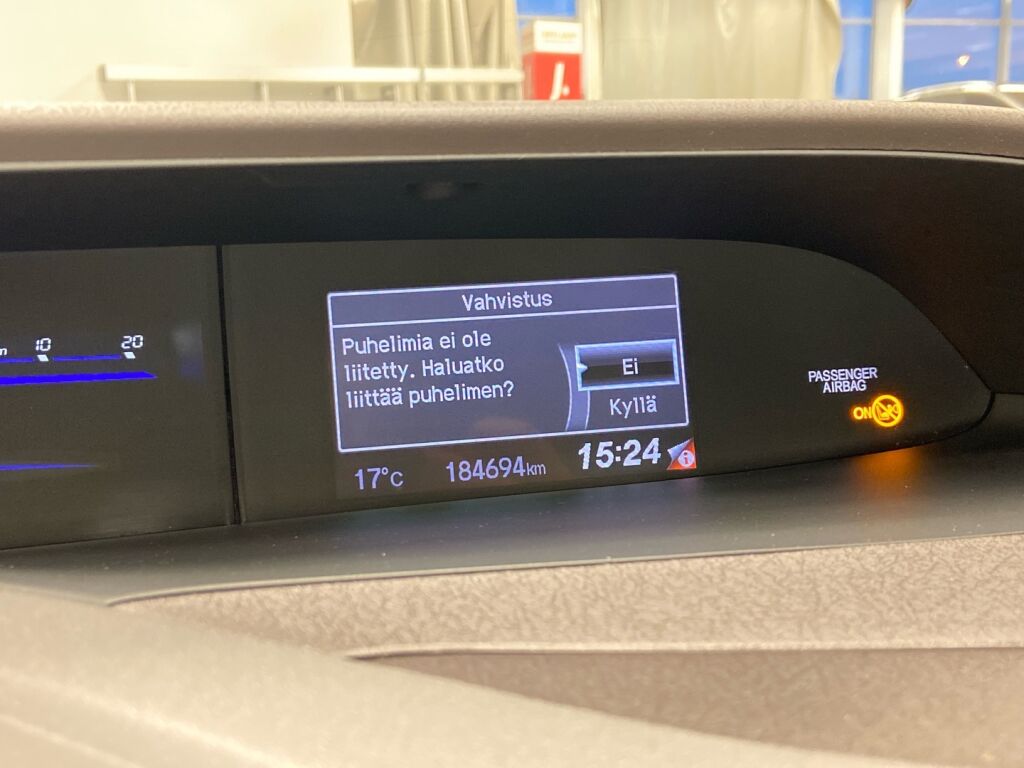 Vahvistus
Puhelimia ei ole
liitetty. Haluatko
liittää puhelimen?
Ei
Kyllä
17°C
184694km
15:24
10
20
PASSENGER
AIRBAG
ON